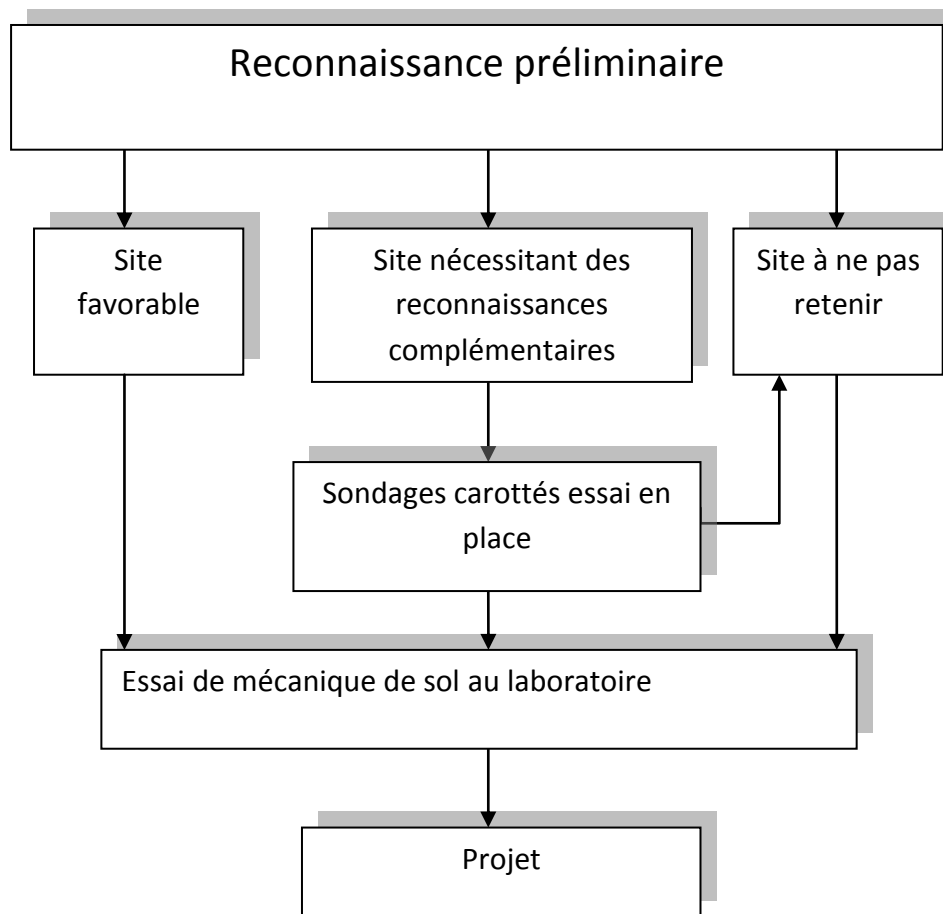 Reconnaissance préliminaire
Site
favorable
Site nécessitant des
reconnaissances
complémentaires
Site à ne pas
retenir
Sondages carottés essai en
place
Essai de mécanique de sol au laboratoire
Projet